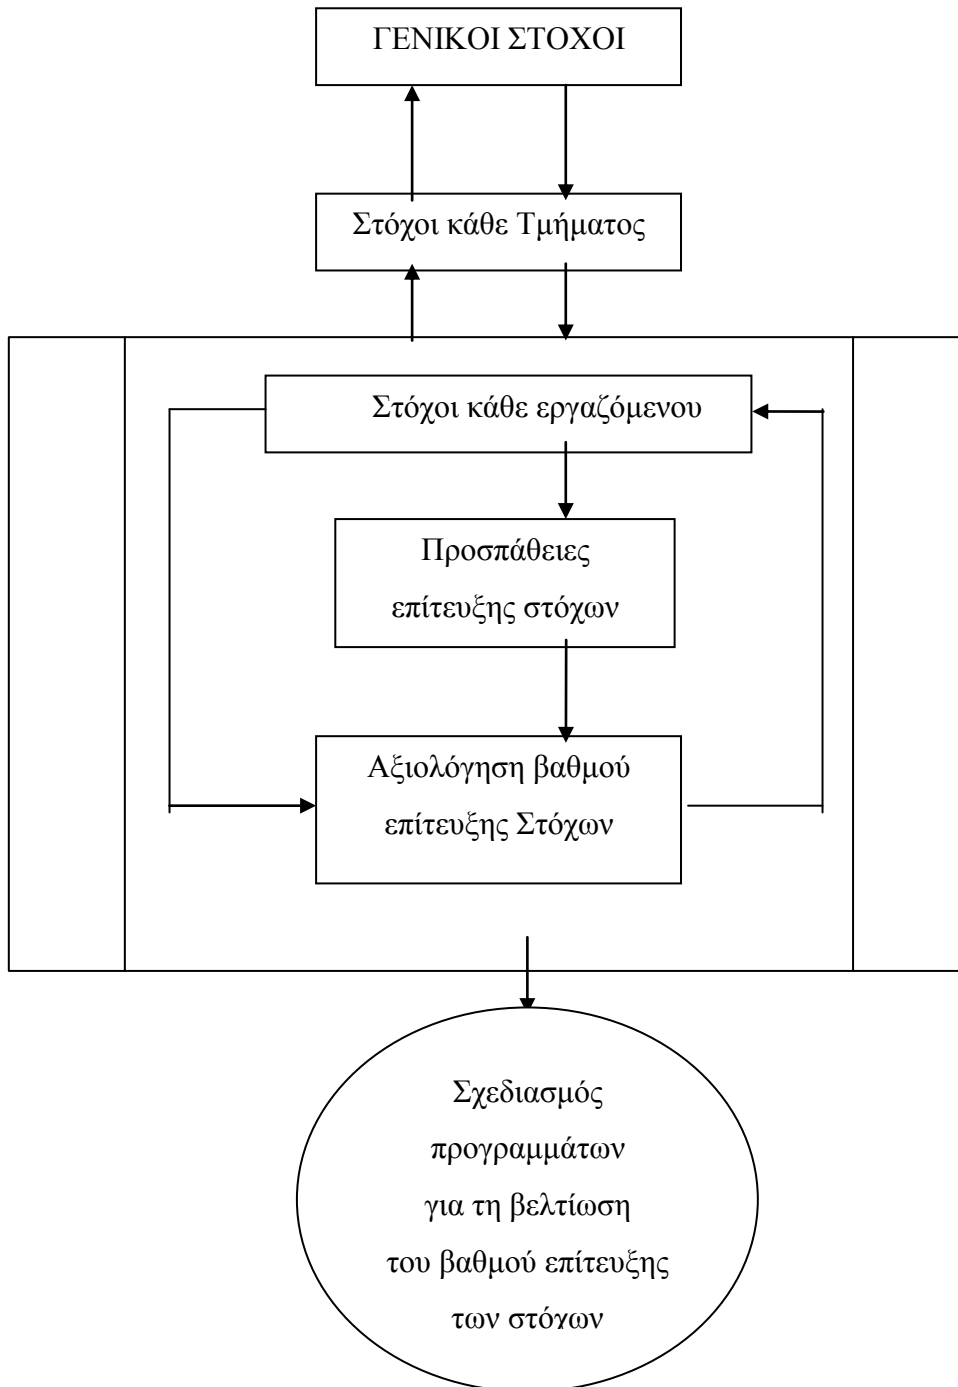 ΓΕΝΙΚΟΙ ΣΤΟΧΟΙ
Στόχοι κάθε Τμήματος
Στόχοι κάθε εργαζόμενου
Προσπάθειες
επίτευξης στόχων
Αξιολόγηση βαθμού
επίτευξης Στόχων
Σχεδιασμός
προγραμμάτων
για τη βελτίωση
του βαθμού επίτευξης
των στόχων